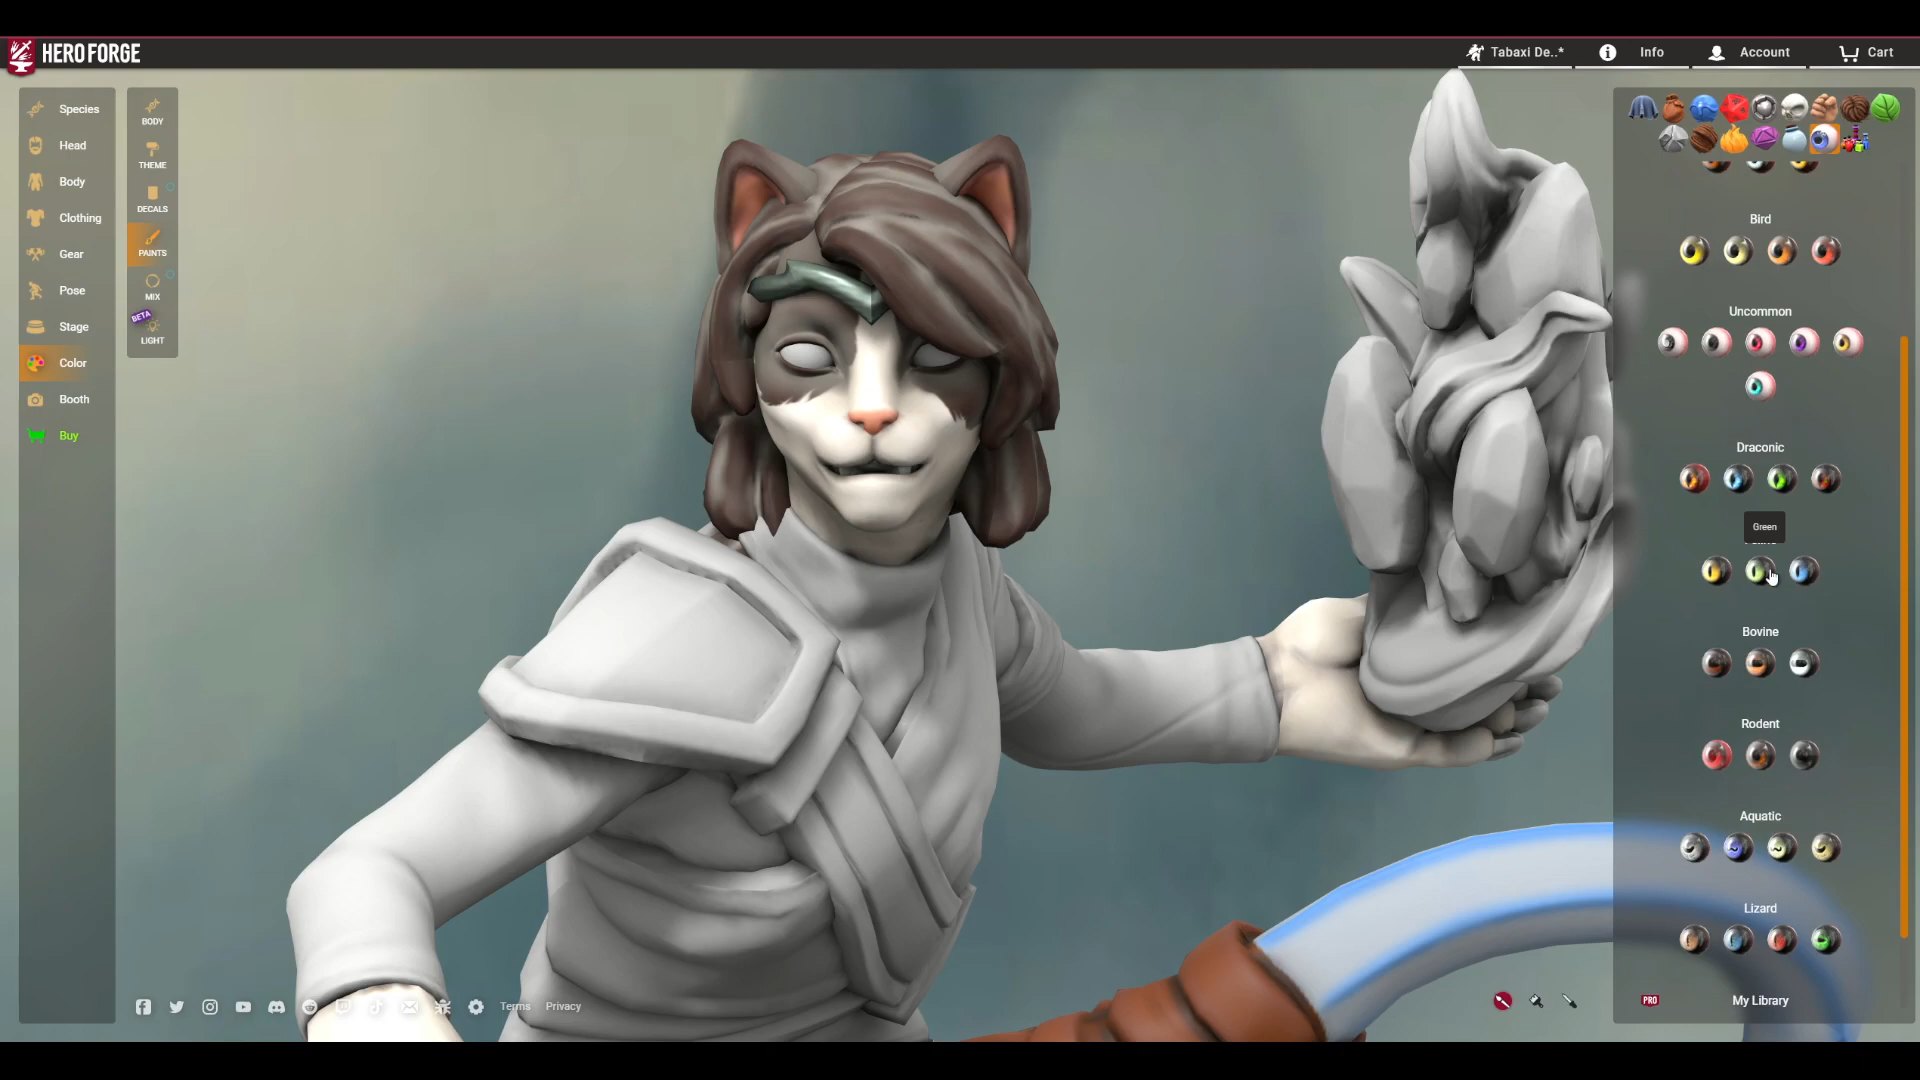 HERO FORGE
Tabaxi De..*
Info
Account
Cart
Species
Head
Body
Clothing
Gear
Pose
Stage
Color
Booth
Buy
BODY
THEME
DECALS
PAINTS
MIX
BETA
LIGHT
Bird
Uncommon
Draconic
Green
Bovine
Rodent
Aquatic
Lizard
PRO
My Library
Terms
Privacy